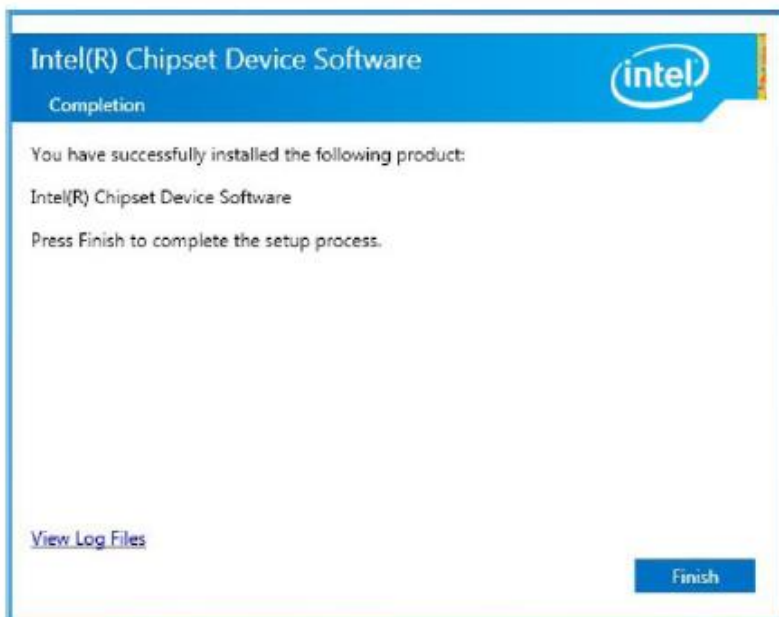 Intel(R) Chipset Device Software
intel
Completion
You have successfully installed the following product:
Intel(R) Chipset Device Software
Press Finish to complete the setup process.
View Log Files
Finish